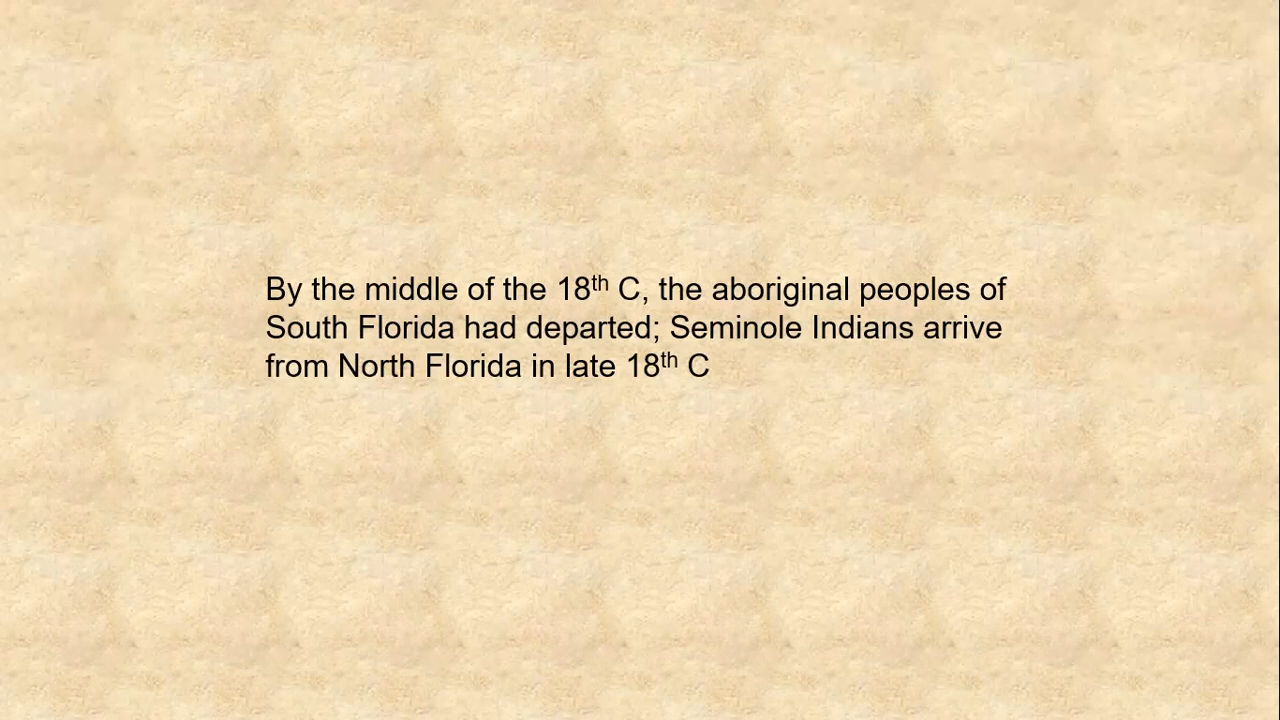 By the middle of the 18th C, the aboriginal peoples of
South Florida had departed; Seminole Indians arrive
from North Florida in late 18th C